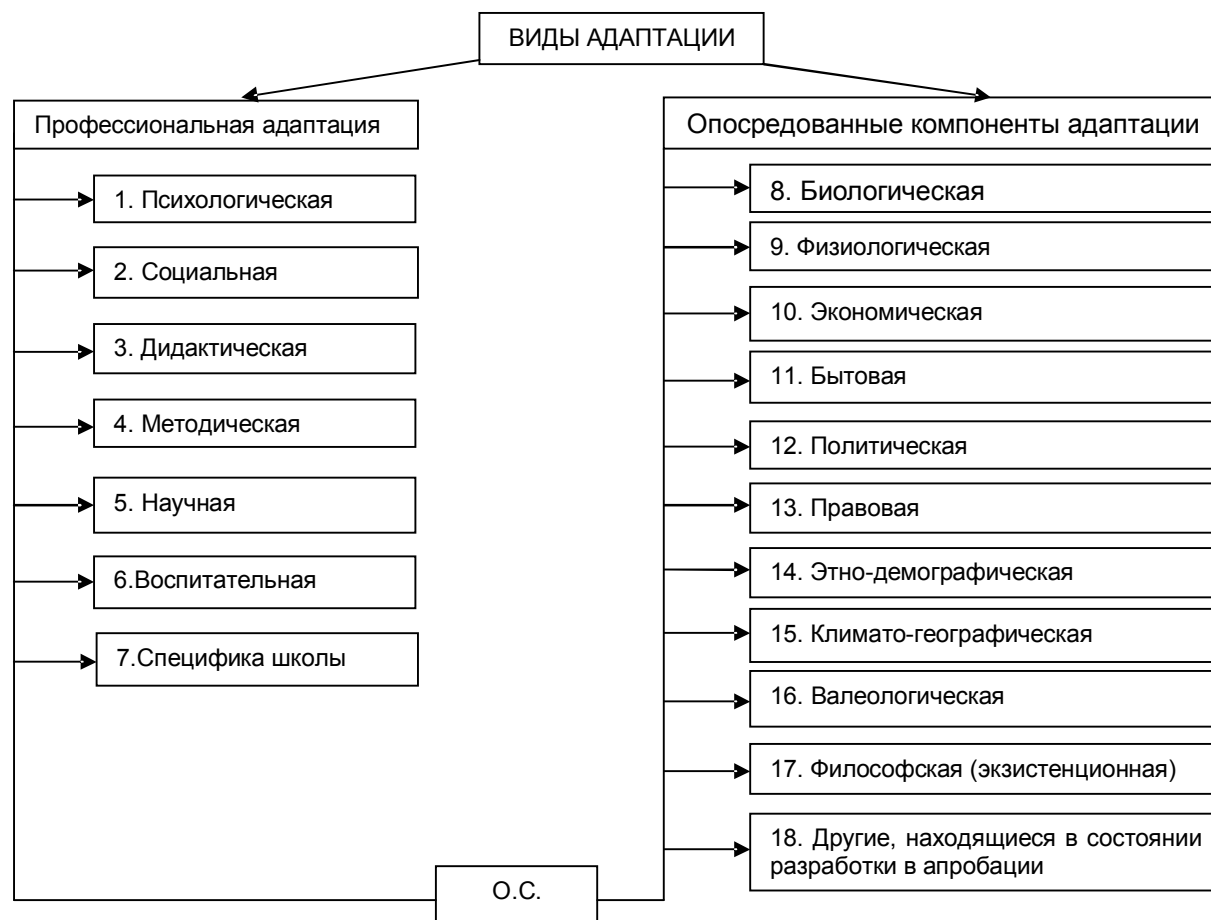 ВИДЫ АДАПТАЦИИ
Профессиональная адаптация
1. Психологическая
2. Социальная
3. Дидактическая
4. Методическая
5. Научная
6.Воспитательная
7.Специфика школы
Опосредованные компоненты адаптации
8. Биологическая
9. Физиологическая
10. Экономическая
11. Бытовая
12. Политическая
13. Правовая
14. Этно-демографическая
15. Климато-географическая
16. Валеологическая
17. Философская (экзистенционная)
18. Другие, находящиеся в состоянии
разработки в апробации
О.С.